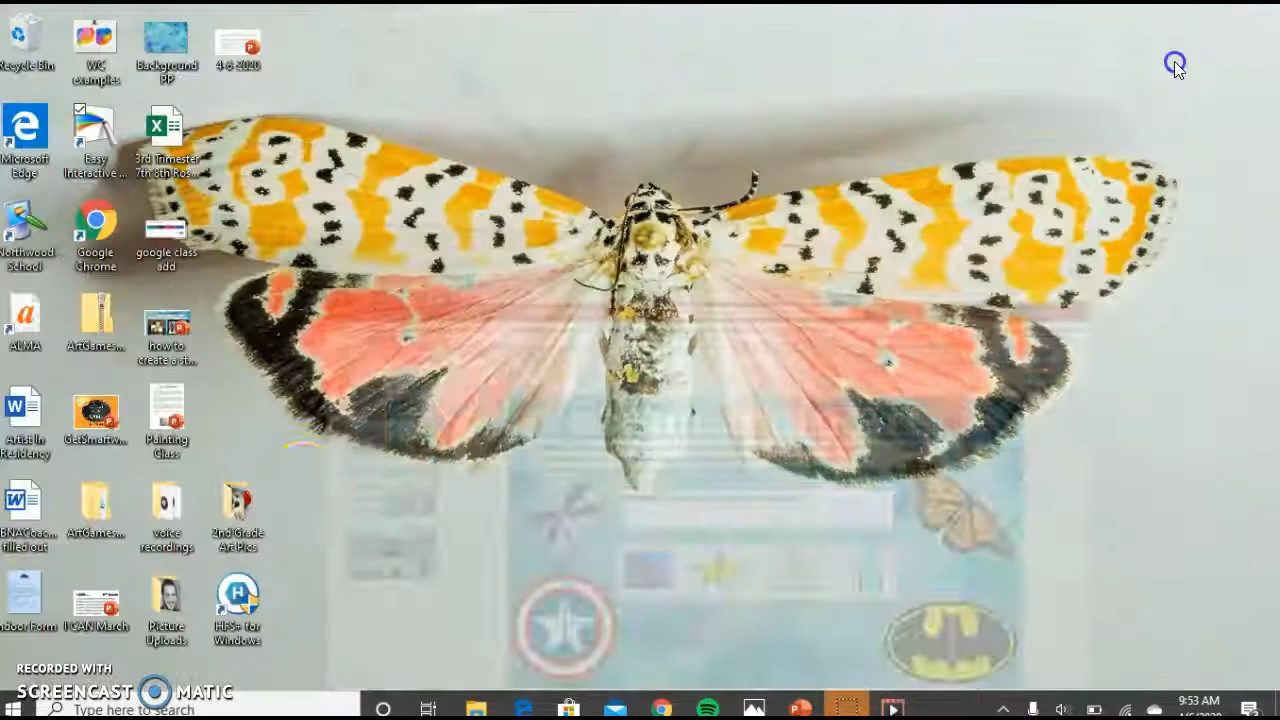 Recycle Bin
WC
examples
Background
PP
4-6-2020
Microsoft
Edge
Easy
Interactive ...
3rd Trimester
7th 8th Ros...
Northwood
School
Google
Chrome
google class
add
ALMA
ArtGames...
how to
create a st...
Artist In
Residency
GetSmartw...
Painting
Class
BNACoac...
filled out
ArtGames...
voice
recordings
2nd Grade
Art Pics
ndoor Form
I CAN March
Picture
Uploads
HFS+ for
Windows
RECORDED WITH
SCREENCAST MATIC
Type here to search
9:53 AM